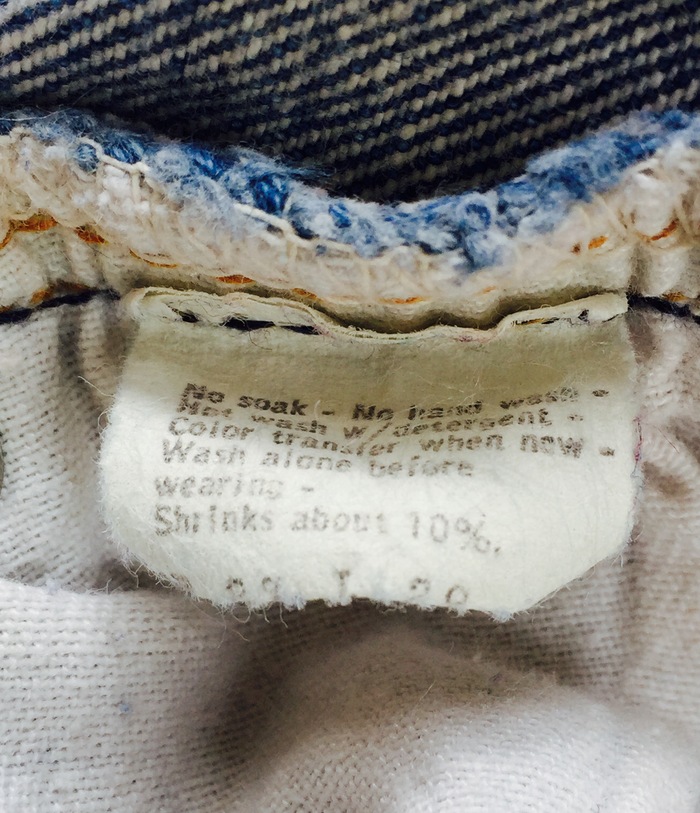 No soak - No hand wash -
Hot wash w/detergent -
Color transfer when new -
Wash alone before
wearing -
Shrinks about 10%.